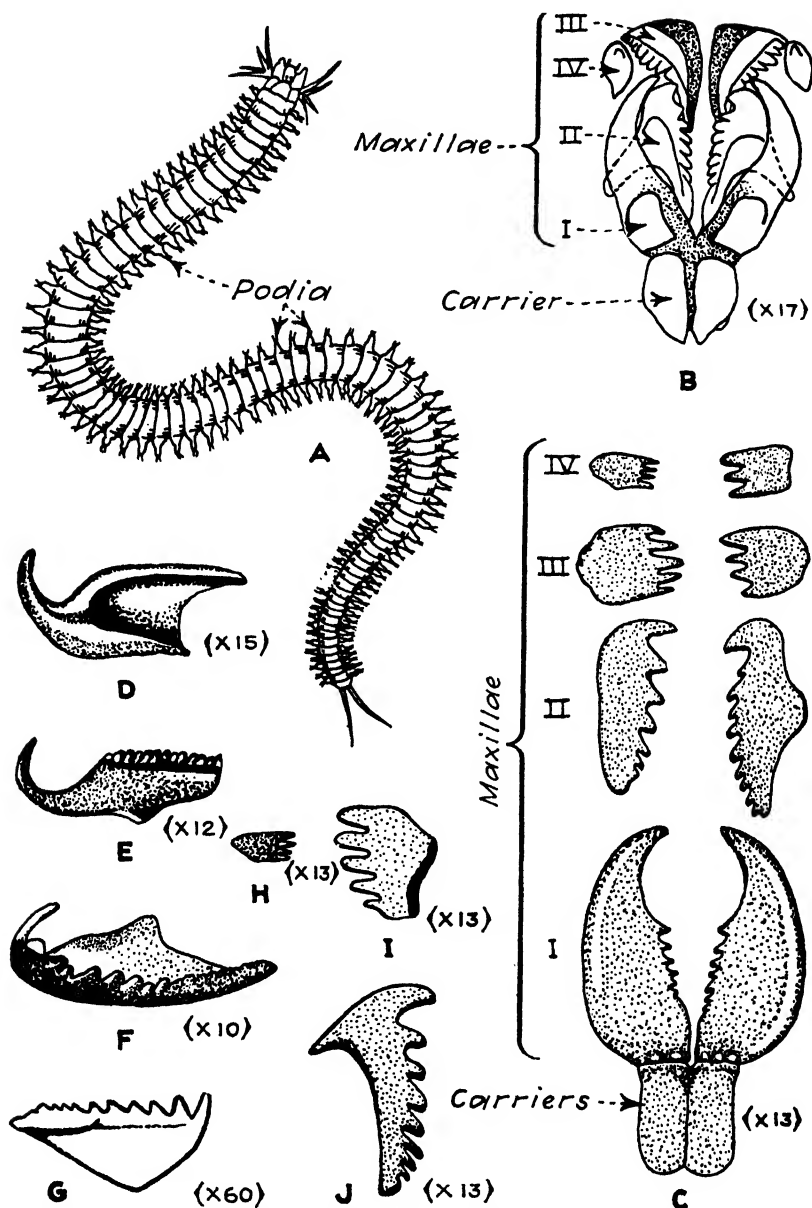 III
IV
Maxillae
II
I
Carrier
(X17)
B
Podia
A
IV
III
II
Maxillae
I
Carriers
(X13)
C
D
(X15)
E
(X12)
H
(X13)
I
(X13)
F
(X10)
G
(X60)
J
(X13)